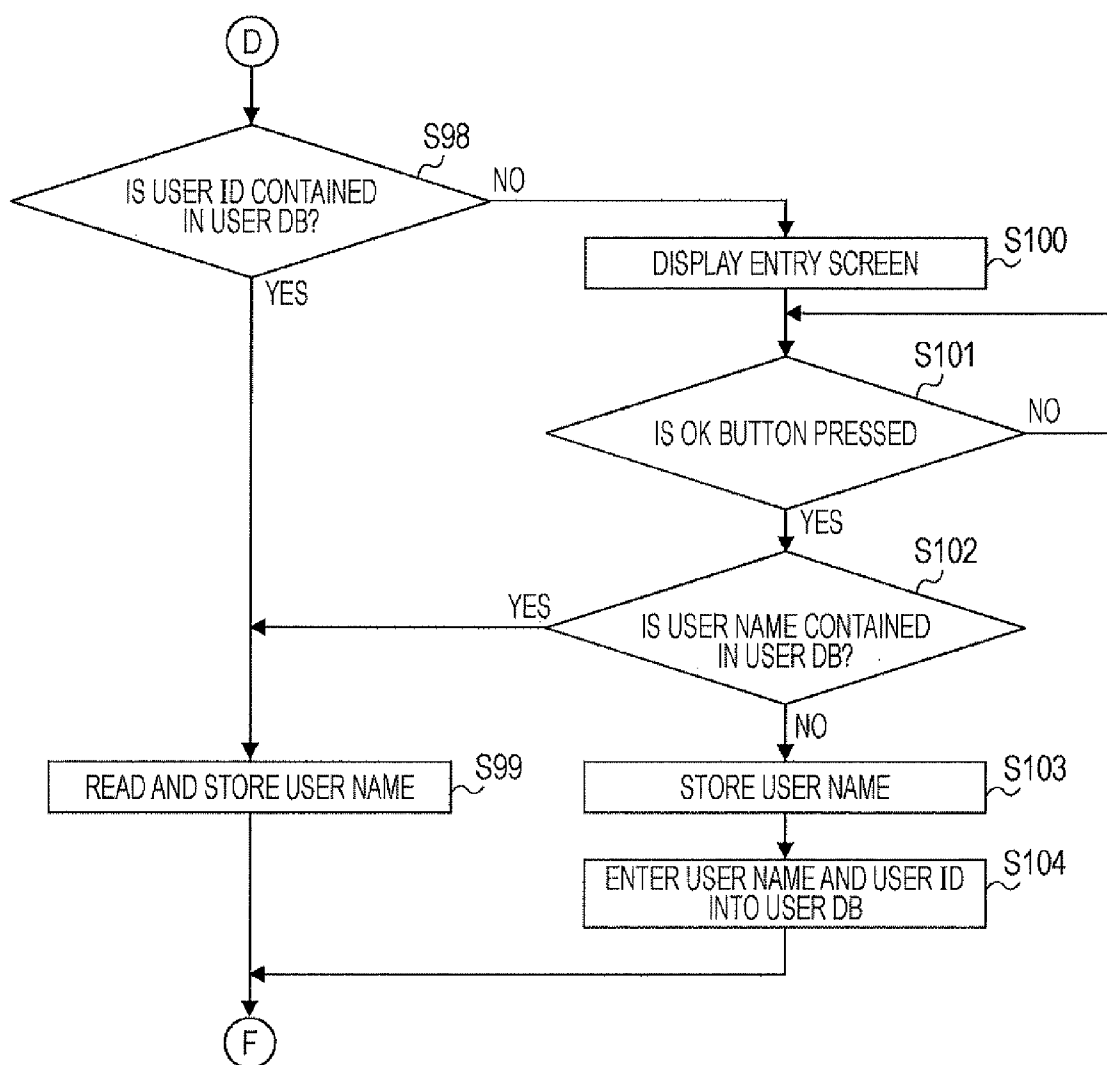 D
S98
IS USER ID CONTAINED
IN USER DB?
NO
YES
DISPLAY ENTRY SCREEN
S100
S101
IS OK BUTTON PRESSED
NO
YES
S102
IS USER NAME CONTAINED
IN USER DB?
YES
NO
READ AND STORE USER NAME
S99
STORE USER NAME
S103
ENTER USER NAME AND USER ID
INTO USER DB
S104
F